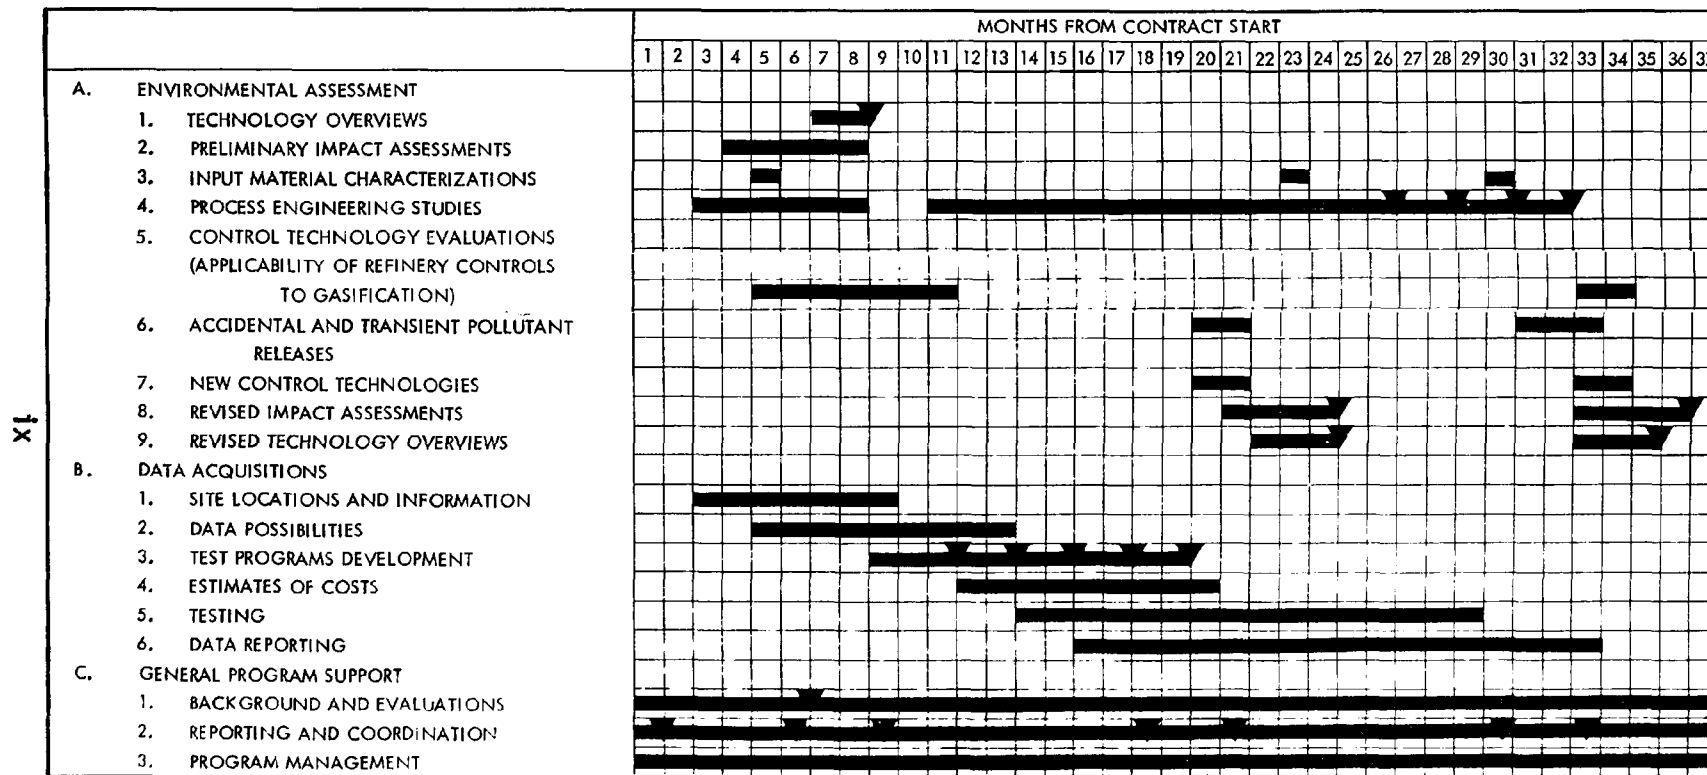 MONTHS FROM CONTRACT START
1 2 3 4 5 6 7 8 9 10 11 12 13 14 15 16 17 18 19 20 21 22 23 24 25 26 27 28 29 30 31 32 33 34 35 36
A. ENVIRONMENTAL ASSESSMENT
1. TECHNOLOGY OVERVIEWS
2. PRELIMINARY IMPACT ASSESSMENTS
3. INPUT MATERIAL CHARACTERIZATIONS
4. PROCESS ENGINEERING STUDIES
5. CONTROL TECHNOLOGY EVALUATIONS
(APPLICABILITY OF REFINERY CONTROLS
TO GASIFICATION)
6. ACCIDENTAL AND TRANSIENT POLLUTANT
RELEASES
7. NEW CONTROL TECHNOLOGIES
8. REVISED IMPACT ASSESSMENTS
9. REVISED TECHNOLOGY OVERVIEWS
B. DATA ACQUISITIONS
1. SITE LOCATIONS AND INFORMATION
2. DATA POSSIBILITIES
3. TEST PROGRAMS DEVELOPMENT
4. ESTIMATES OF COSTS
5. TESTING
6. DATA REPORTING
C. GENERAL PROGRAM SUPPORT
1. BACKGROUND AND EVALUATIONS
2. REPORTING AND COORDINATION
3. PROGRAM MANAGEMENT
ix